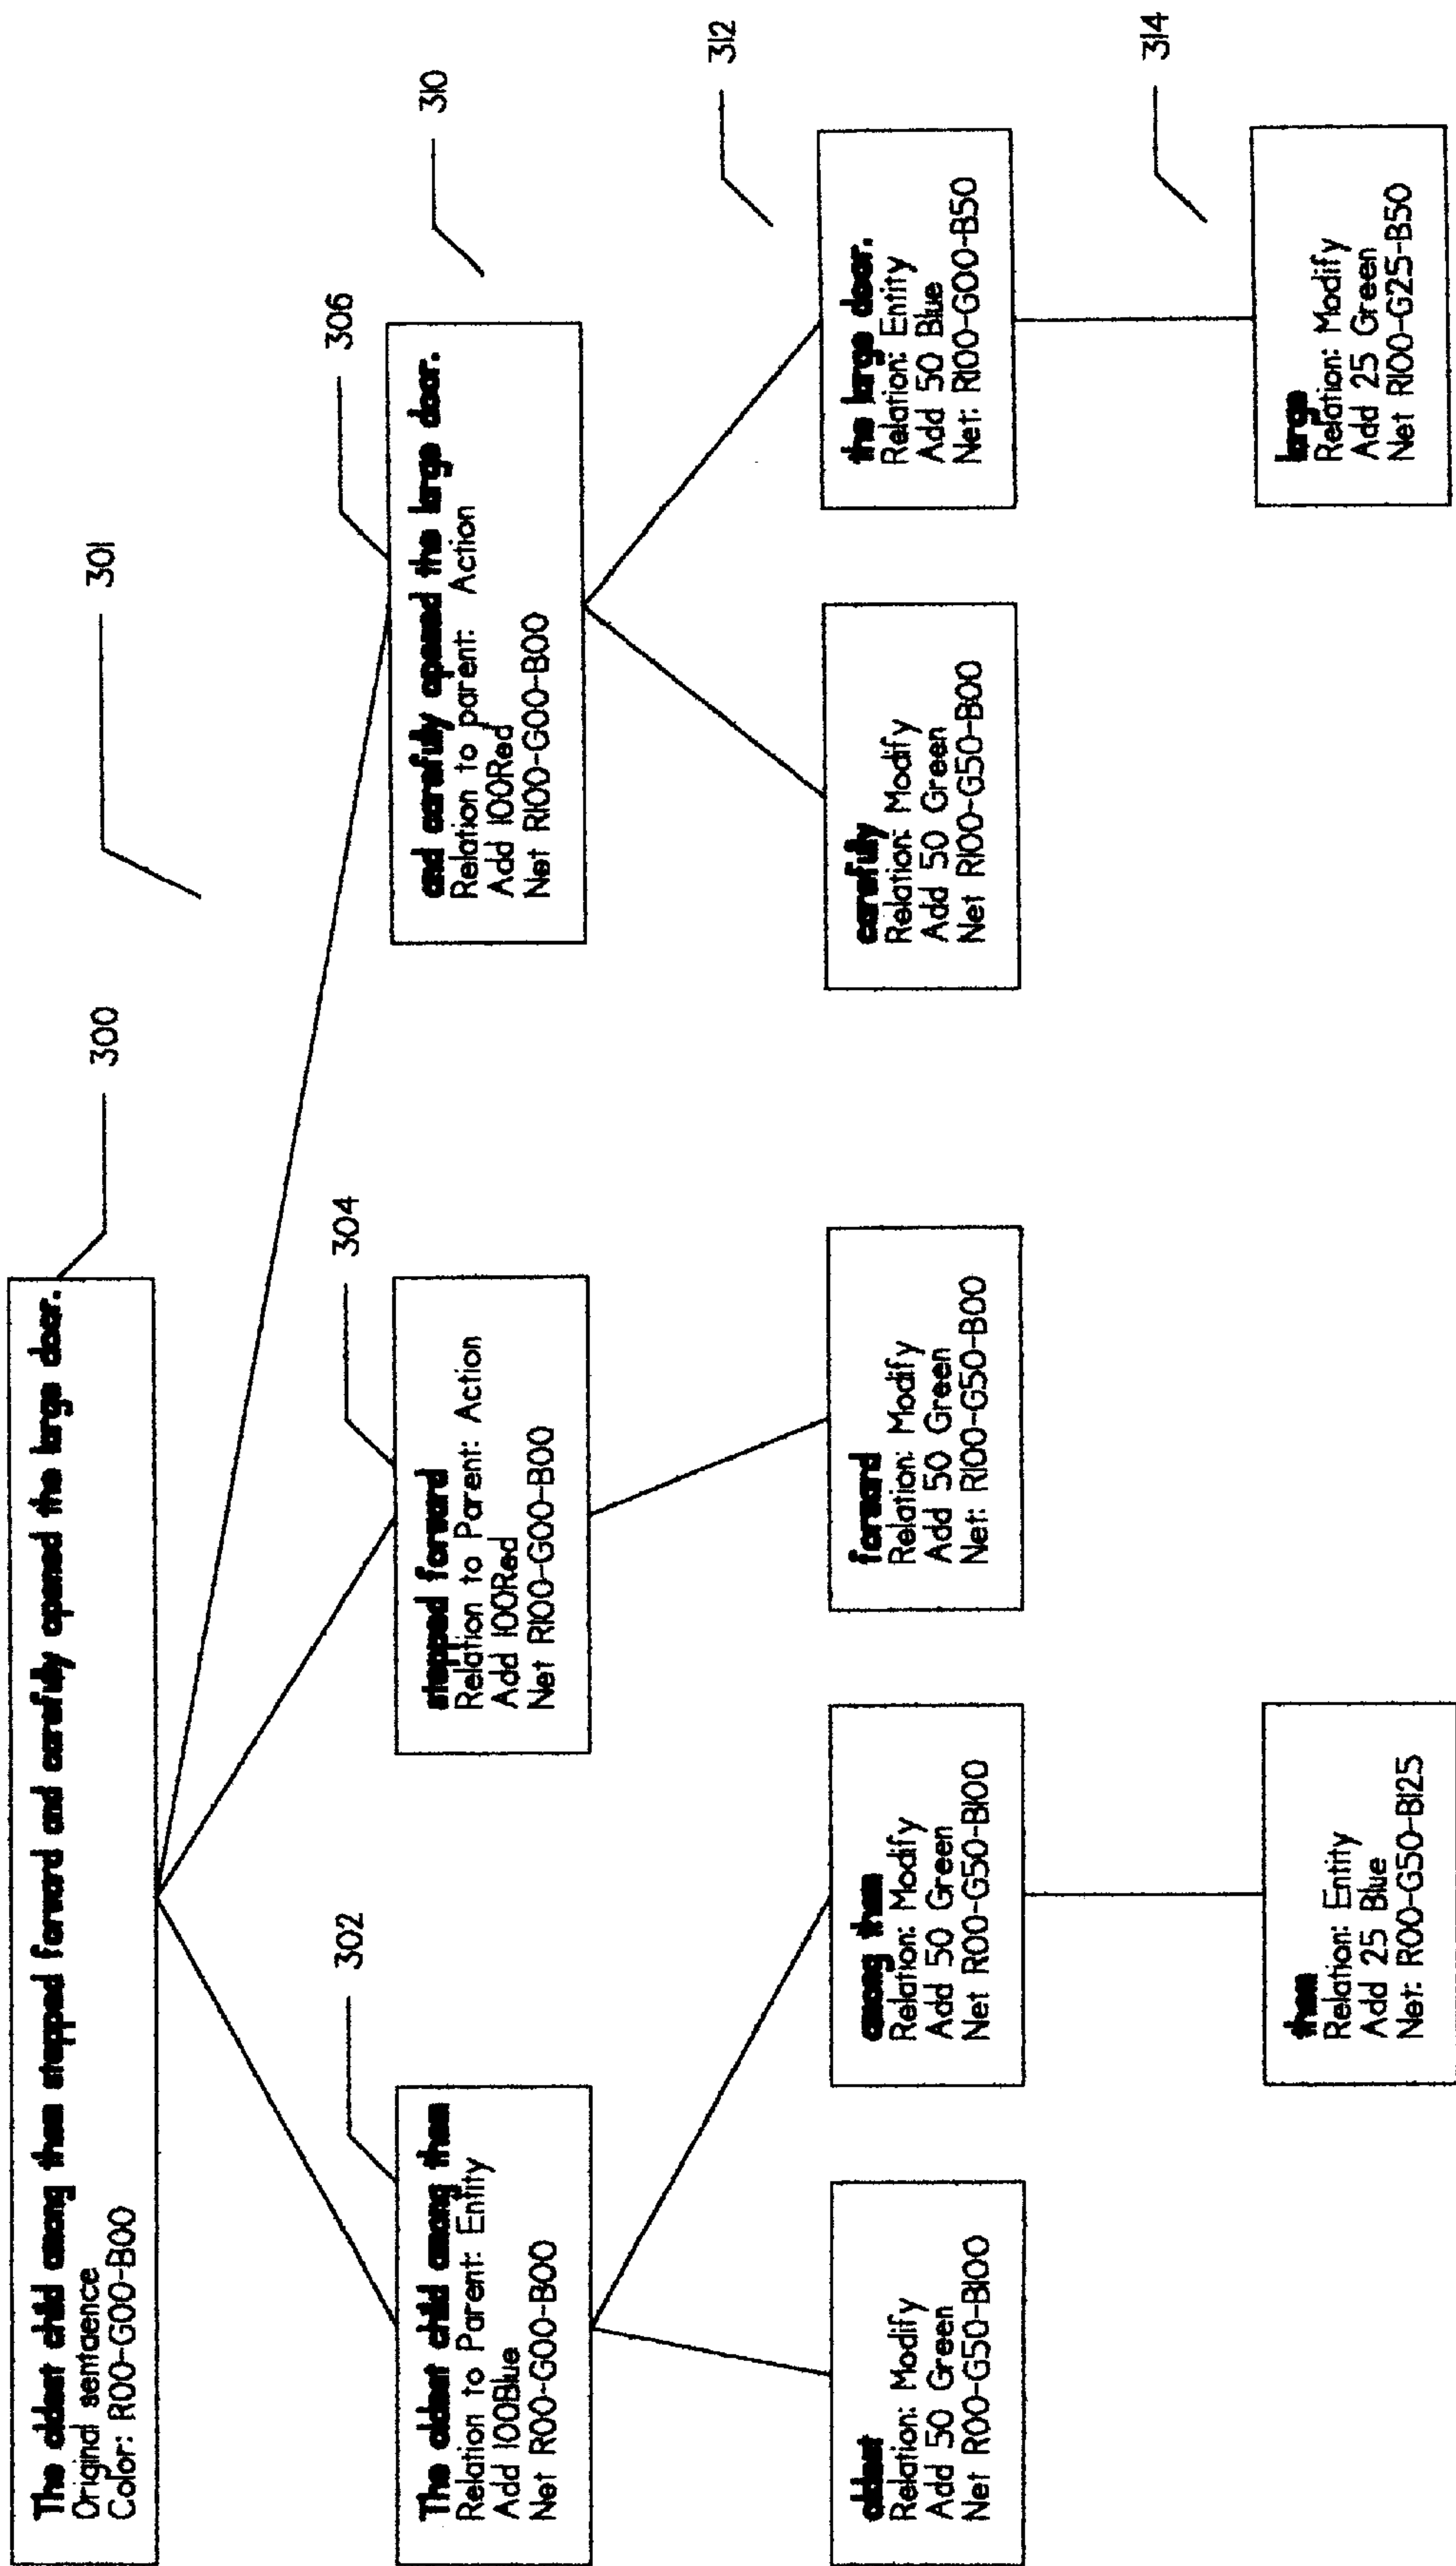 The oldest child among them stepped forward and carefully opened the large door.
Original sentaence
Color: R00-G00-B00
300
301
The oldest child among them
Relation to Parent: Entity
Add 100Blue
Net R00-G00-B00
302
stepped forward
Relation to Parent: Action
Add 100Red
Net R100-G00-B00
304
and carefully opened the large door.
Relation to parent: Action
Add 100Red
Net R100-G00-B00
306
310
oldest
Relation: Modify
Add 50 Green
Net R00-G50-B100
among them
Relation: Modify
Add 50 Green
Net R00-G50-B100
forward
Relation: Modify
Add 50 Green
Net: R100-G50-B00
carefully
Relation: Modify
Add 50 Green
Net R100-G50-B00
the large door.
Relation: Entity
Add 50 Blue
Net: R100-G00-B50
312
them
Relation: Entity
Add 25 Blue
Net: R00-G50-B125
large
Relation: Modify
Add 25 Green
Net R100-G25-B50
314